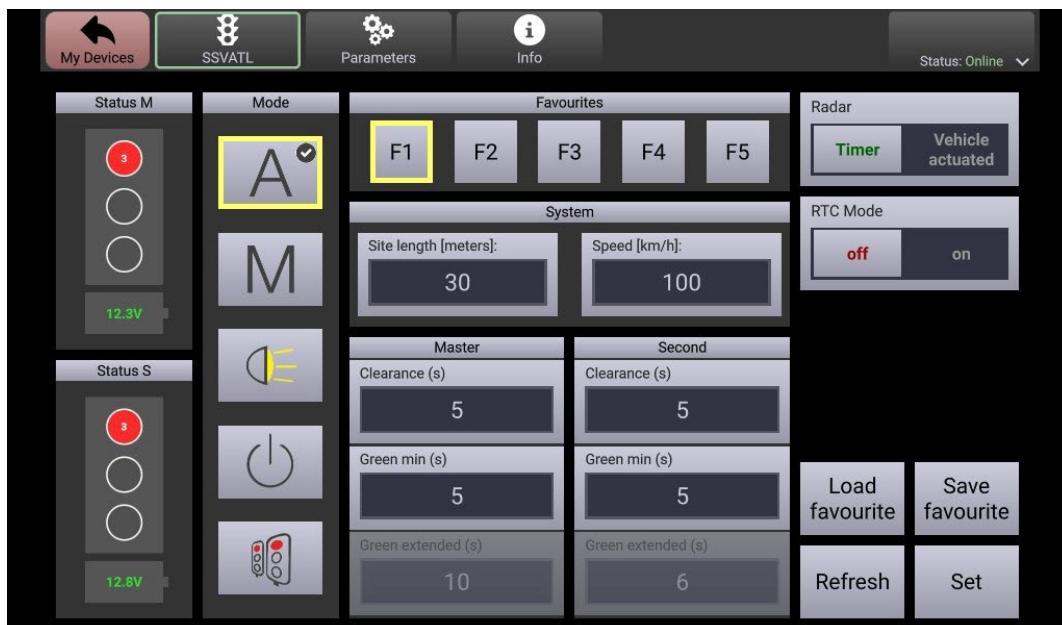 My Devices
SSVATL
Parameters
i
Info
Status: Online
Status M
3
12.3V
Status S
3
12.8V
Mode
A
M
Favourites
F1 F2 F3 F4 F5
System
Site length [meters]:
30
Speed [km/h]:
100
Master
Clearance (s)
5
Green min (s)
5
Green extended (s)
10
Second
Clearance (s)
5
Green min (s)
5
Green extended (s)
6
Radar
Timer
Vehicle
actuated
RTC Mode
off
on
Load
favourite
Save
favourite
Refresh
Set